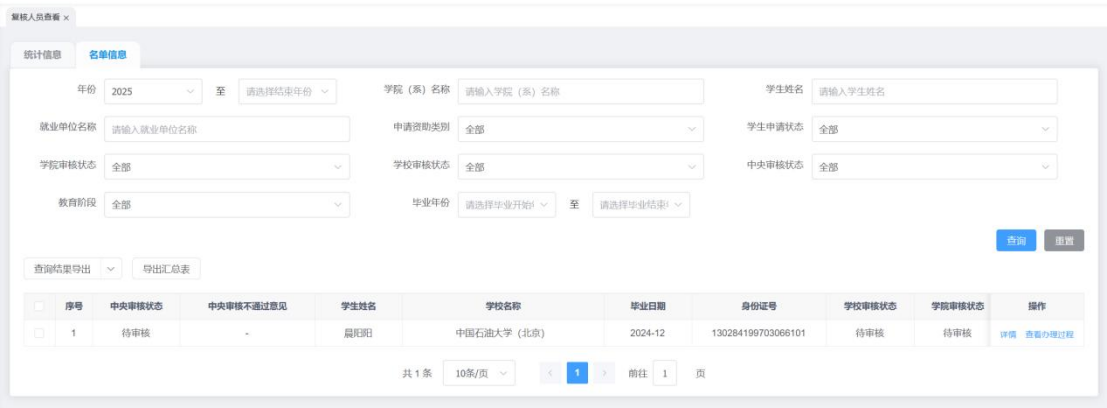 复核人员查看 ×
统计信息 名单信息
年份 2025 至 请选择结束年份 学院（系）名称 请输入学院（系）名称 学生姓名 请输入学生姓名
就业单位名称 请输入就业单位名称 申请资助类别 全部 学生申请状态 全部
学院审核状态 全部 学校审核状态 全部 中央审核状态 全部
教育阶段 全部 毕业年份 请选择毕业开始 至 请选择毕业结束
查询 重置
查询结果导出 导出汇总表
序号 中央审核状态 中央审核不通过意见 学生姓名 学校名称 毕业日期 身份证号 学校审核状态 学院审核状态 操作
1 待审核 - 晨阳阳 中国石油大学（北京） 2024-12 130284199703066101 待审核 待审核 详情 查看办理过程
共 1 条 10条/页 < 1 > 前往 1 页